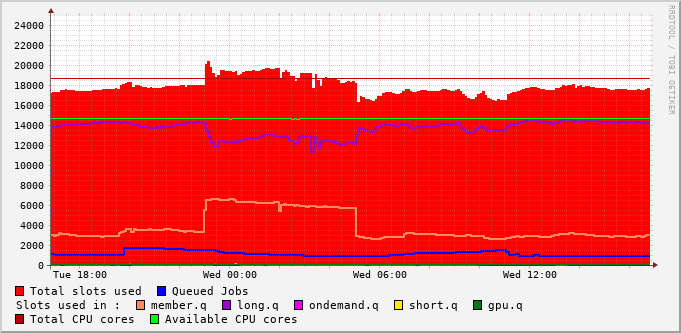 RRDTOOL / TOBI OETIKER
24000
22000
20000
18000
16000
14000
12000
10000
8000
6000
4000
2000
0
Tue 18:00 Wed 00:00 Wed 06:00 Wed 12:00
Total slots used Queued Jobs
Slots used in : member.q long.q ondemand.q short.q gpu.q
Total CPU cores Available CPU cores